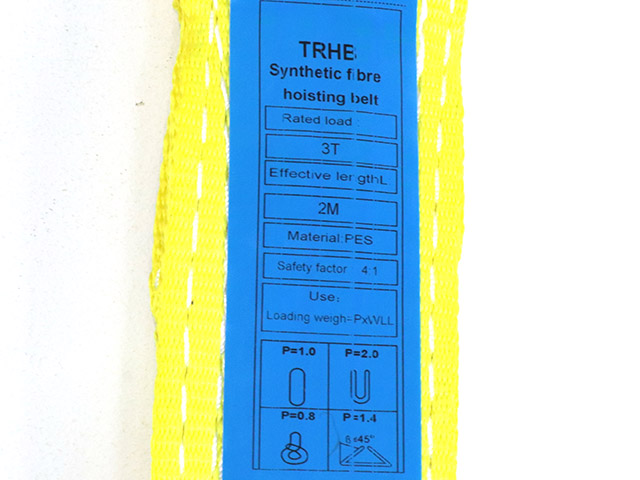 TRHB
Synthetic fibre
hoisting belt
Rated load :
3T
Effective lengthL
2M
Material:PES
Safety factor 4:1
Use:
Loading weigh=PxWLL
P=1.0 P=2.0
P=0.8 P=1.4
β≤45°